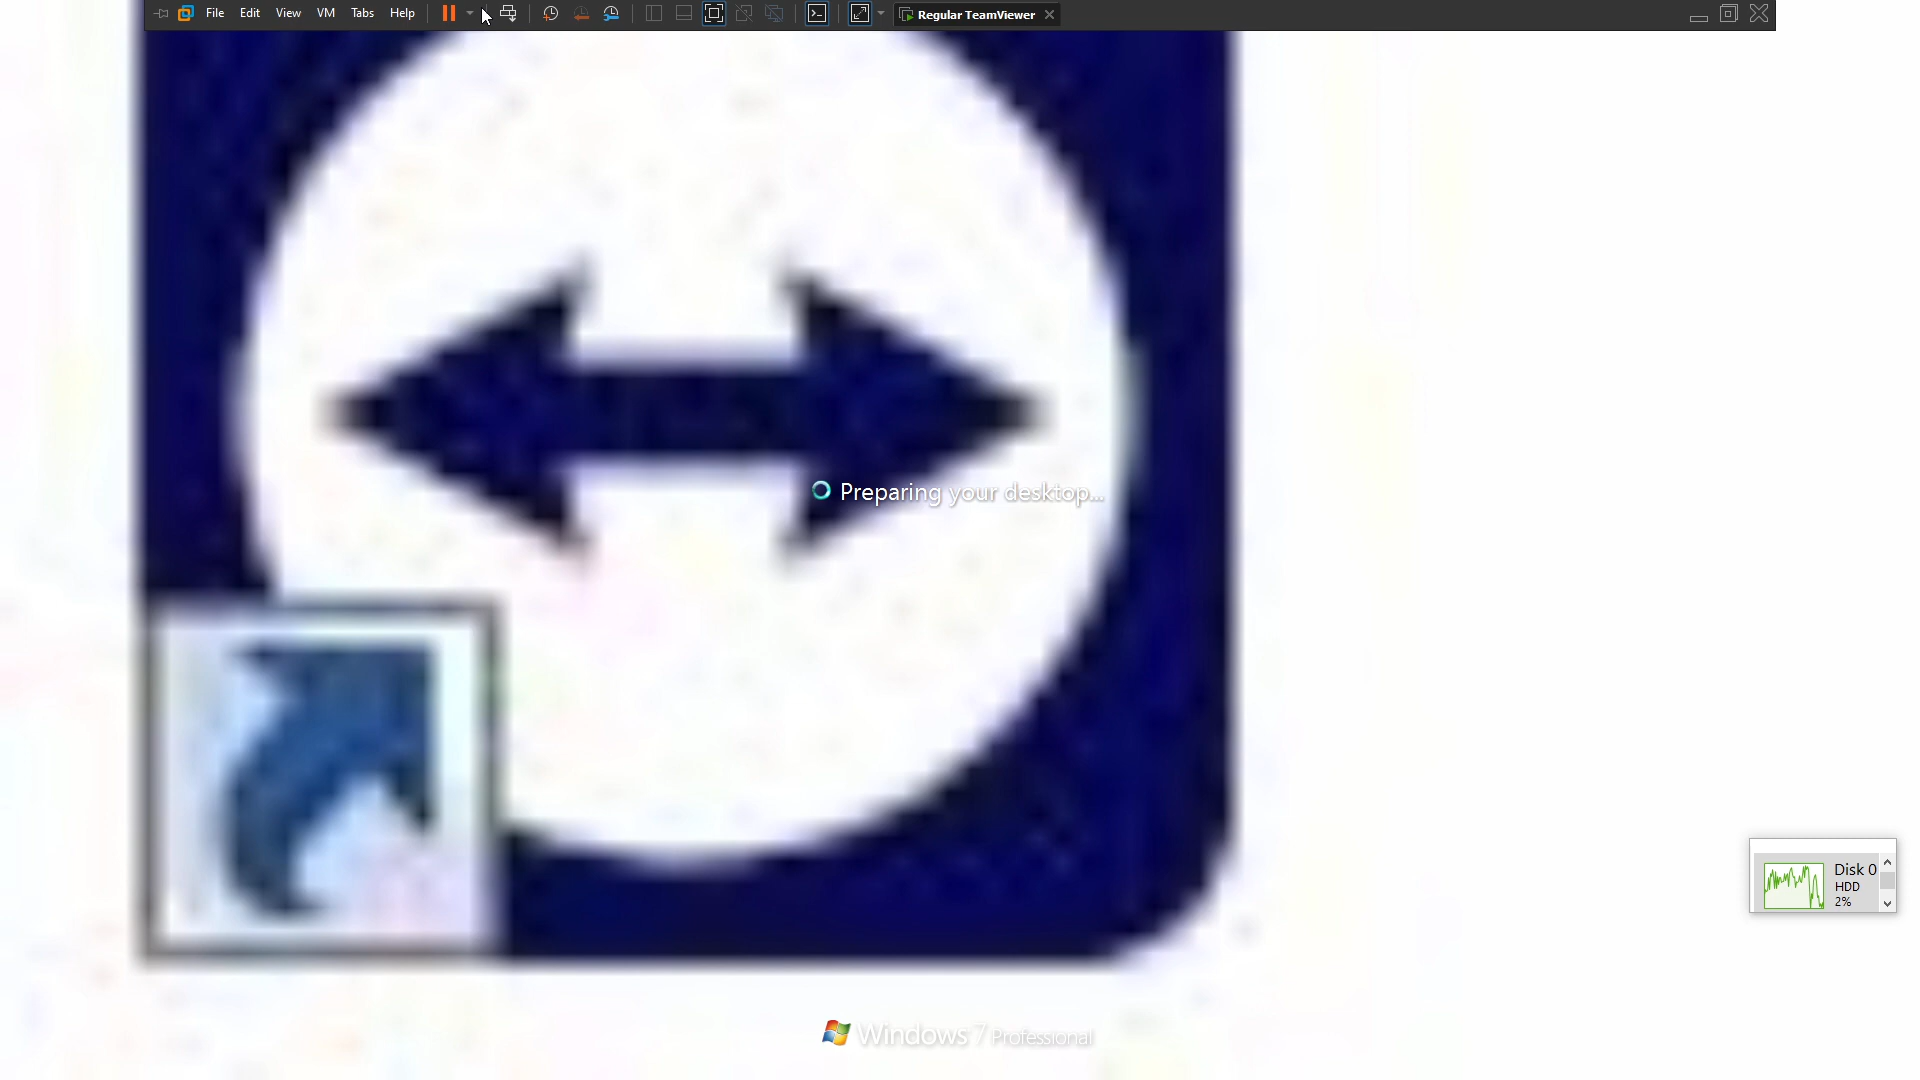 File Edit View VM Tabs Help Regular TeamViewer
Preparing your desktop...
Disk 0
HDD
2%
Windows 7 Professional